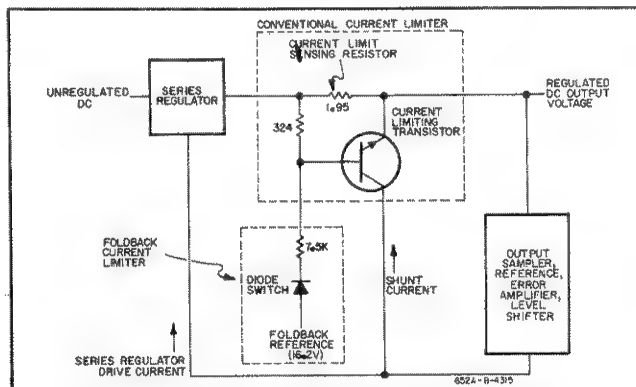 CONVENTIONAL CURRENT LIMITER
CURRENT LIMIT
SENSING RESISTOR
UNREGULATED
DC
SERIES
REGULATOR
1.95
REGULATED
DC OUTPUT
VOLTAGE
324
CURRENT
LIMITING
TRANSISTOR
FOLDBACK
CURRENT
LIMITER
7.5K
DIODE
SWITCH
FOLDBACK
REFERENCE
(16.2V)
SHUNT
CURRENT
OUTPUT
SAMPLER,
REFERENCE,
ERROR
AMPLIFIER,
LEVEL
SHIFTER
SERIES REGULATOR
DRIVE CURRENT
652A-B-4315